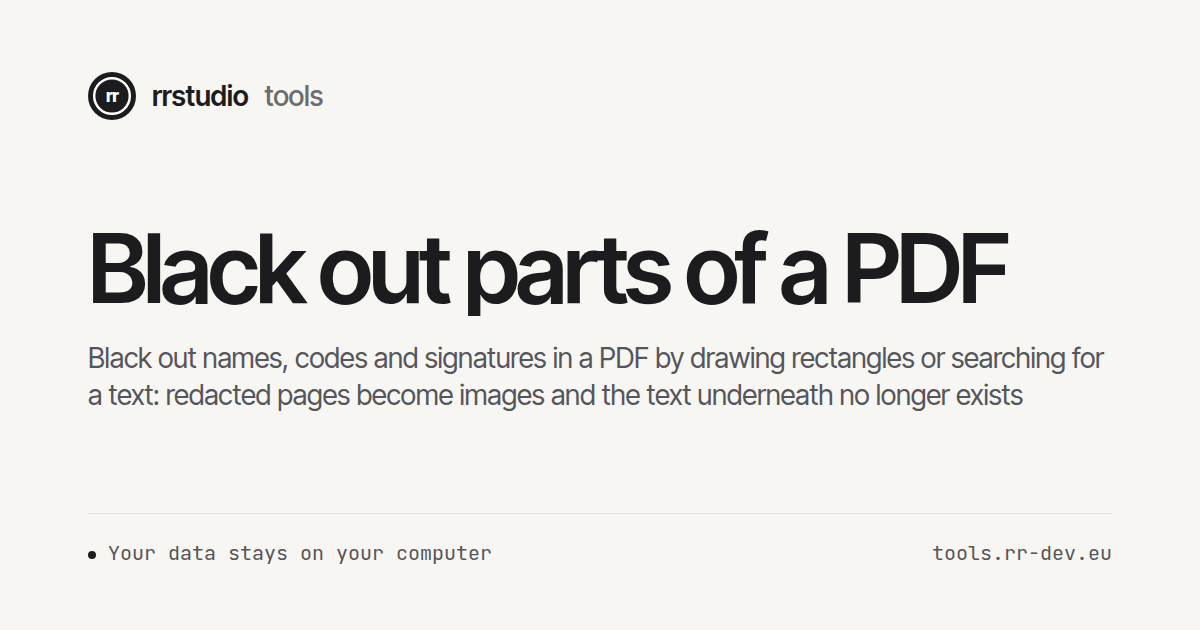 rr rrstudio tools
Black out parts of a PDF
Black out names, codes and signatures in a PDF by drawing rectangles or searching for
a text: redacted pages become images and the text underneath no longer exists
Your data stays on your computer
tools.rr-dev.eu